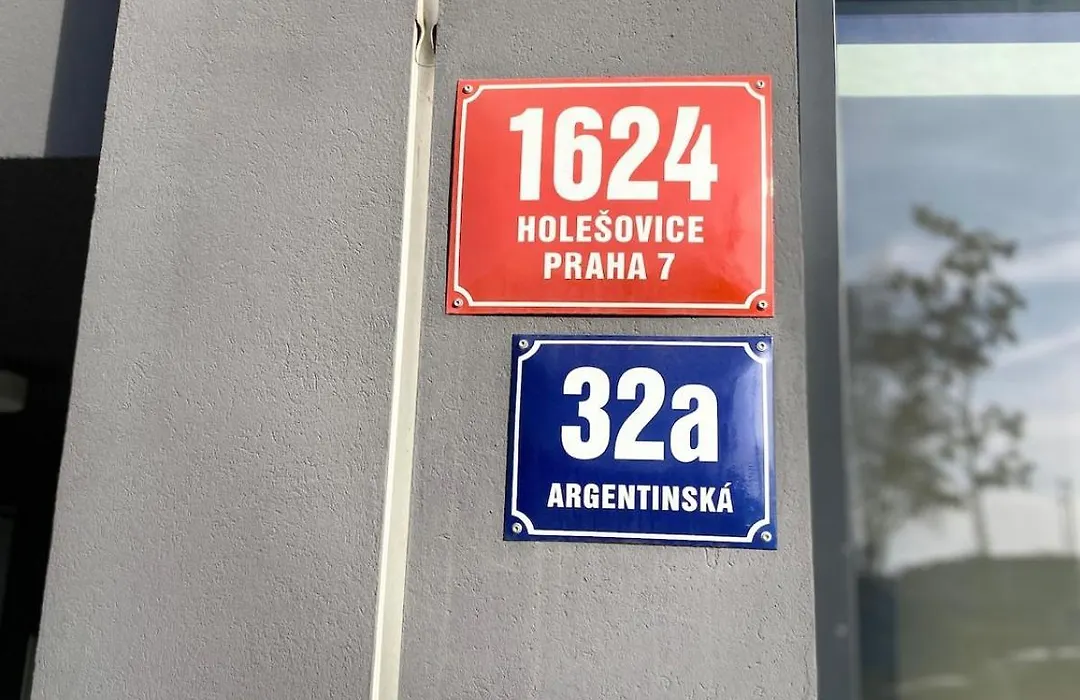 1624
HOLEŠOVICE
PRAHA 7
32a
ARGENTINSKÁ